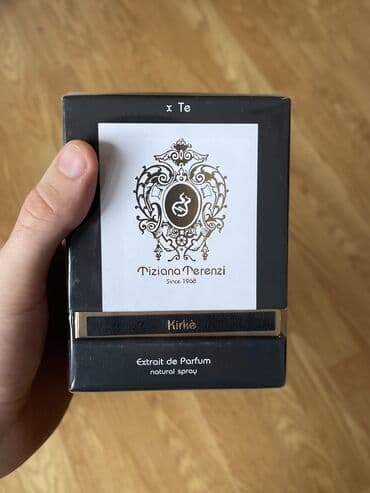 x Te
Tiziana Terenzi
Since 1968
Kirkè
Extrait de Parfum
natural spray